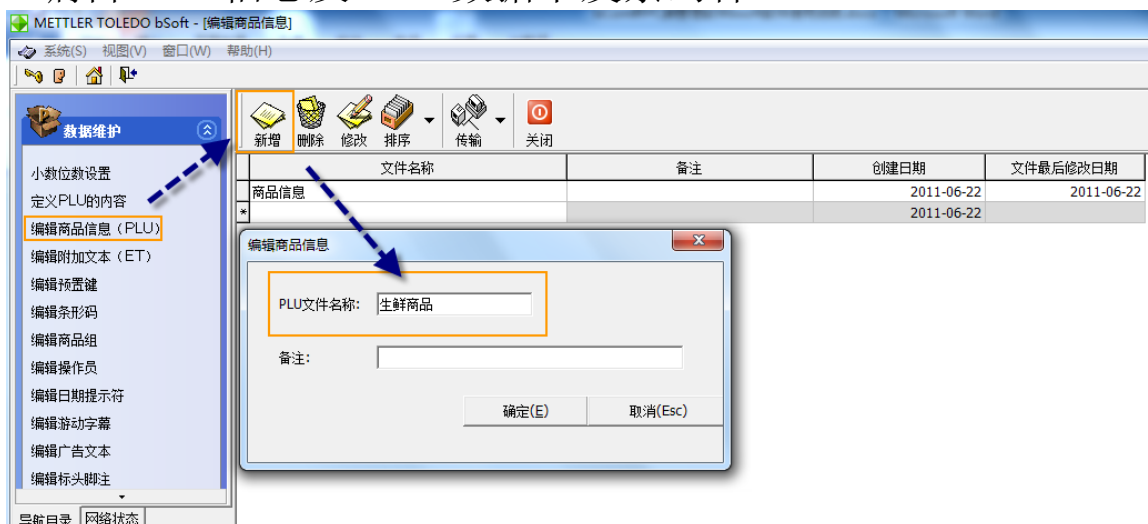 METTLER TOLEDO bSoft - [编辑商品信息]
系统(S) 视图(V) 窗口(W) 帮助(H)
数据维护
新增 删除 修改 排序 传输 关闭
小数位数设置
定义PLU的内容
编辑商品信息（PLU）
编辑附加文本（ET）
编辑预置键
编辑条形码
编辑商品组
编辑操作员
编辑日期提示符
编辑游动字幕
编辑广告文本
编辑标头脚注
导航目录 网络状态
文件名称 备注 创建日期 文件最后修改日期
商品信息 2011-06-22 2011-06-22
* 2011-06-22
编辑商品信息
PLU文件名称: 生鲜商品
备注:
确定(E) 取消(Esc)